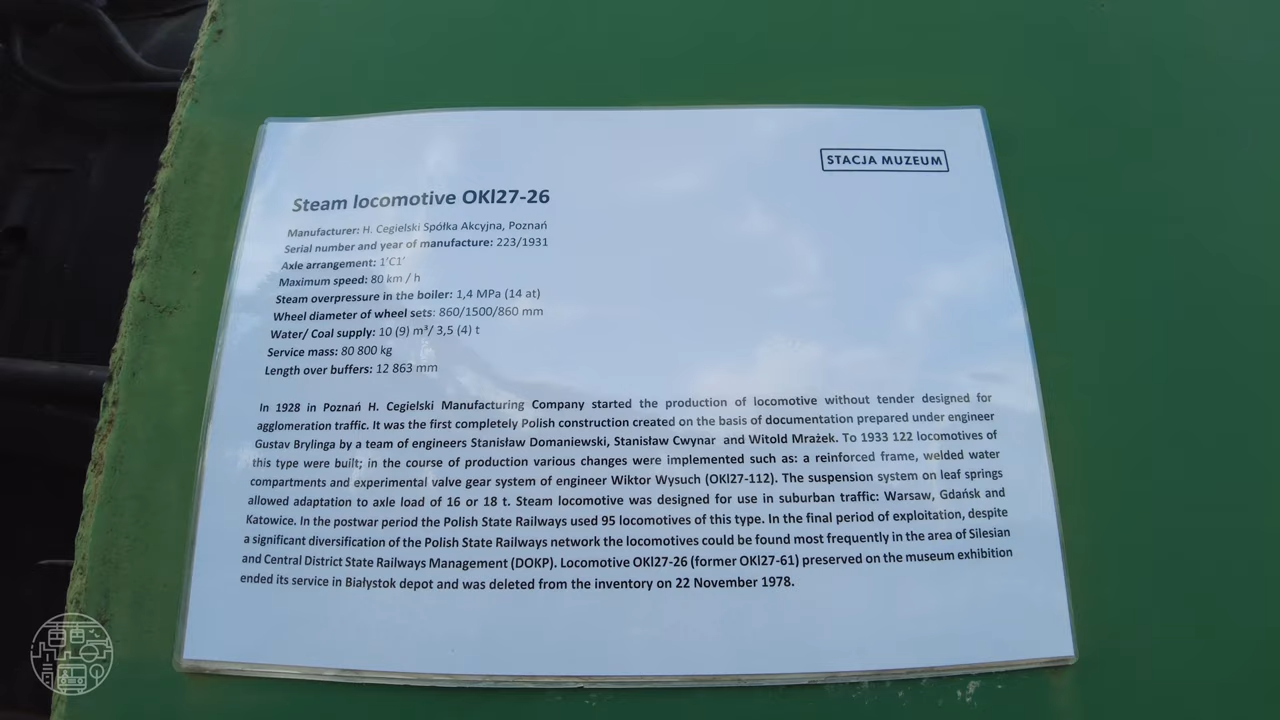 STACJA MUZEUM
Steam locomotive OKl27-26
Manufacturer: H. Cegielski Spółka Akcyjna, Poznań
Serial number and year of manufacture: 223/1931
Axle arrangement: 1'C1'
Maximum speed: 80 km / h
Steam overpressure in the boiler: 1,4 MPa (14 at)
Wheel diameter of wheel sets: 860/1500/860 mm
Water/ Coal supply: 10 (9) m³/ 3,5 (4) t
Service mass: 80 800 kg
Length over buffers: 12 863 mm
In 1928 in Poznań H. Cegielski Manufacturing Company started the production of locomotive without tender designed for
agglomeration traffic. It was the first completely Polish construction created on the basis of documentation prepared under engineer
Gustav Brylinga by a team of engineers Stanisław Domaniewski, Stanisław Cwynar and Witold Mrażek. To 1933 122 locomotives of
this type were built; in the course of production various changes were implemented such as: a reinforced frame, welded water
compartments and experimental valve gear system of engineer Wiktor Wysuch (OKl27-112). The suspension system on leaf springs
allowed adaptation to axle load of 16 or 18 t. Steam locomotive was designed for use in suburban traffic: Warsaw, Gdańsk and
Katowice. In the postwar period the Polish State Railways used 95 locomotives of this type. In the final period of exploitation, despite
a significant diversification of the Polish State Railways network the locomotives could be found most frequently in the area of Silesian
and Central District State Railways Management (DOKP). Locomotive OKl27-26 (former OKl27-61) preserved on the museum exhibition
ended its service in Białystok depot and was deleted from the inventory on 22 November 1978.